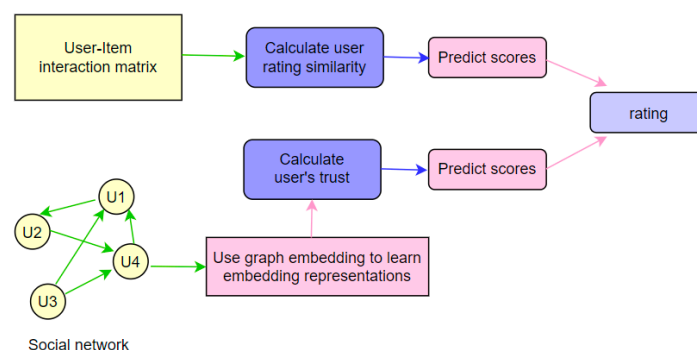 User-Item
interaction matrix
Calculate user
rating similarity
Predict scores
rating
Calculate
user's trust
Predict scores
U1
U2
U4
U3
Use graph embedding to learn
embedding representations
Social network